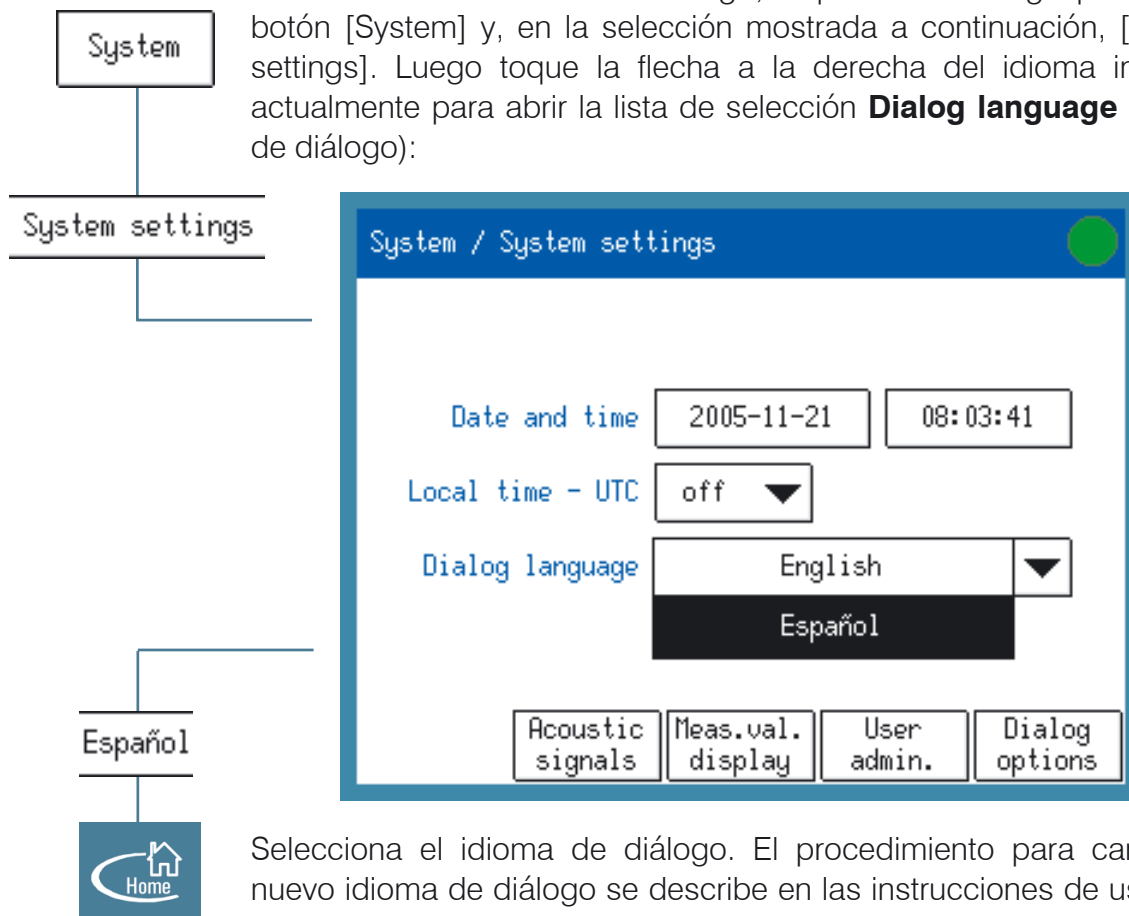 System
botón [System] y, en la selección mostrada a continuación, [
settings]. Luego toque la flecha a la derecha del idioma
actualmente para abrir la lista de selección Dialog language
de diálogo):
System settings
System / System settings
Date and time 2005-11-21 08:03:41
Local time - UTC off
Dialog language English
Español
Español
Acoustic signals Meas.val. display User admin. Dialog options
Home
Selecciona el idioma de diálogo. El procedimiento para
nuevo idioma de diálogo se describe en las instrucciones de